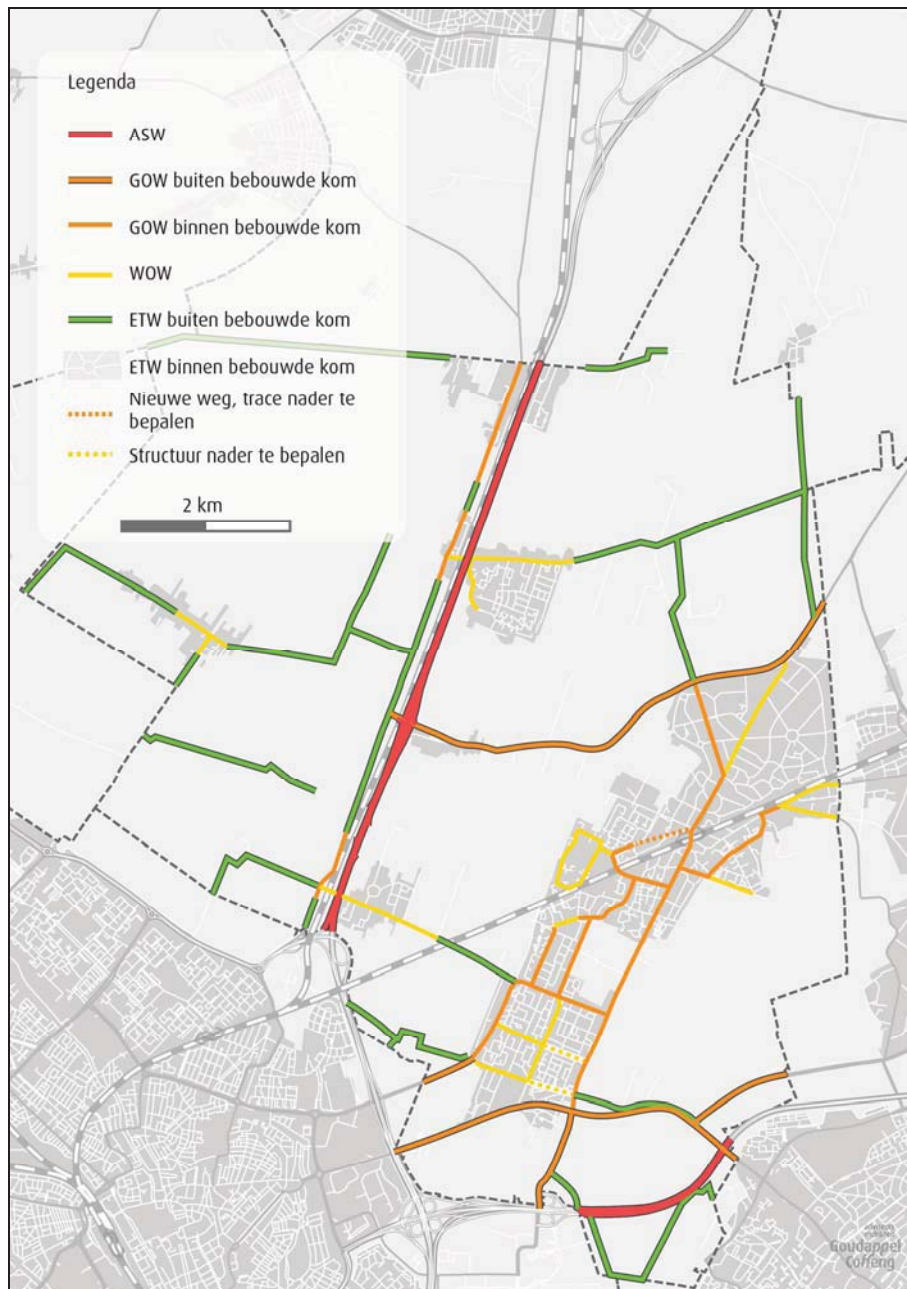 Legenda
ASW
GOW buiten bebouwde kom
GOW binnen bebouwde kom
WOW
ETW buiten bebouwde kom
ETW binnen bebouwde kom
Nieuwe weg, trace nader te
bepalen
Structuur nader te bepalen
2 km
Goudappel
Coffeng